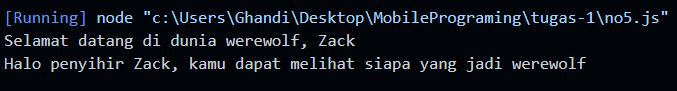 [Running] node "c:\Users\Ghandi\Desktop\MobilePrograming\tugas-1\no5.js"
Selamat datang di dunia werewolf, Zack
Halo penyihir Zack, kamu dapat melihat siapa yang jadi werewolf